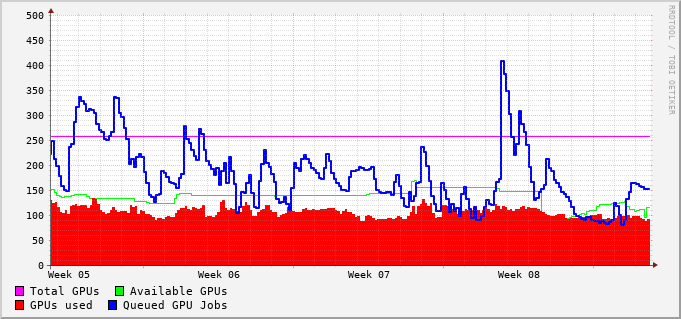 500
450
400
350
300
250
200
150
100
50
0
Week 05 Week 06 Week 07 Week 08
Total GPUs Available GPUs
GPUs used Queued GPU Jobs
RRDTOOL / TOBI OETIKER